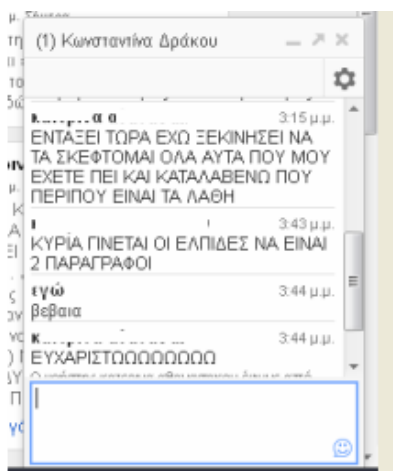 (1) Κωνσταντίνα Δράκου
3:15 μ.μ.
ΕΝΤΑΞΕΙ ΤΩΡΑ ΕΧΩ ΞΕΚΙΝΗΣΕΙ ΝΑ
ΤΑ ΣΚΕΦΤΟΜΑΙ ΟΛΑ ΑΥΤΑ ΠΟΥ ΜΟΥ
ΕΧΕΤΕ ΠΕΙ ΚΑΙ ΚΑΤΑΛΑΒΕΝΩ ΠΟΥ
ΠΕΡΙΠΟΥ ΕΙΝΑΙ ΤΑ ΛΑΘΗ
3:43 μ.μ.
ΚΥΡΙΑ ΓΙΝΕΤΑΙ ΟΙ ΕΛΠΙΔΕΣ ΝΑ ΕΙΝΑΙ
2 ΠΑΡΑΓΡΑΦΟΙ
εγώ 3:44 μ.μ.
βεβαια
3:44 μ.μ.
ΕΥΧΑΡΙΣΤΩΩΩΩΩΩΩΩ